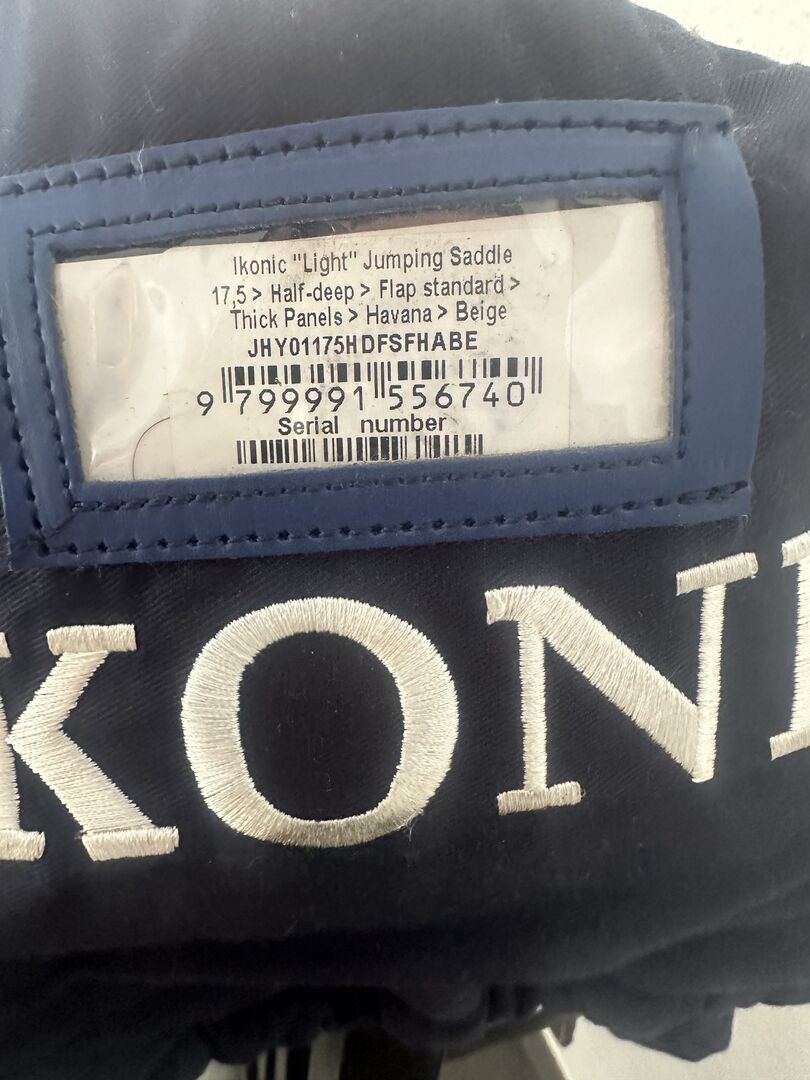 Ikonic "Light" Jumping Saddle
17,5 > Half-deep > Flap standard >
Thick Panels > Havana > Beige
JHY01175HDFSFHABE
9 799991 556740
Serial number
KONI